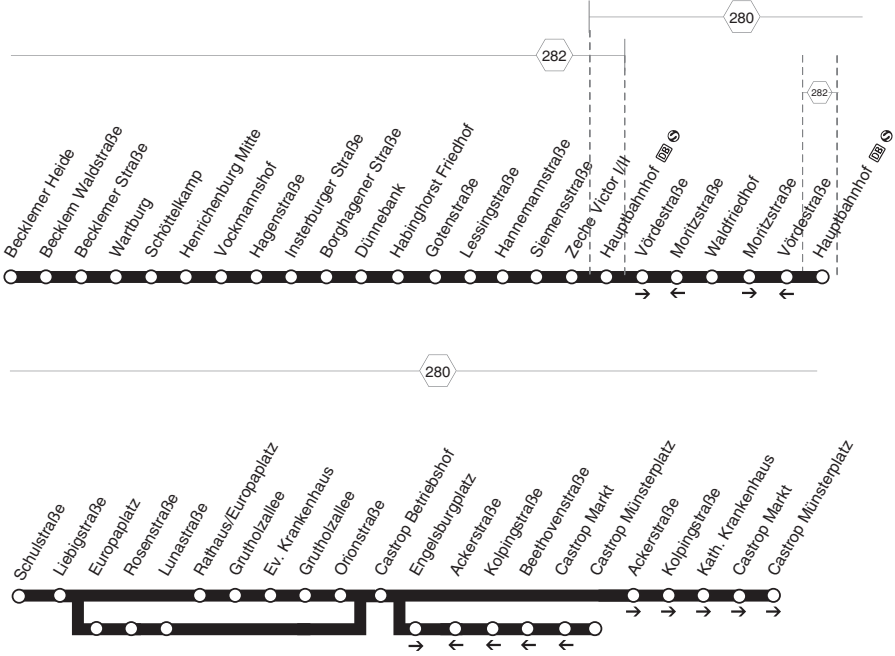 280
282
282
Becklemer Heide
Becklem Waldstraße
Becklemer Straße
Wartburg
Schöttelkamp
Henrichenburg Mitte
Vockmannshof
Hagenstraße
Insterburger Straße
Borghagener Straße
Dünnebank
Habinghorst Friedhof
Gotenstraße
Lessingstraße
Hannemannstraße
Siemensstraße
Zeche Victor I/II
Hauptbahnhof DB S
Vördestraße
Moritzstraße
Waldfriedhof
Moritzstraße
Vördestraße
Hauptbahnhof DB S
280
Schulstraße
Liebigstraße
Europaplatz
Rosenstraße
Lunastraße
Rathaus/Europaplatz
Grutholzallee
Ev. Krankenhaus
Grutholzallee
Orionstraße
Castrop Betriebshof
Engelsburgplatz
Ackerstraße
Kolpingstraße
Beethovenstraße
Castrop Markt
Castrop Münsterplatz
Ackerstraße
Kolpingstraße
Kath. Krankenhaus
Castrop Markt
Castrop Münsterplatz